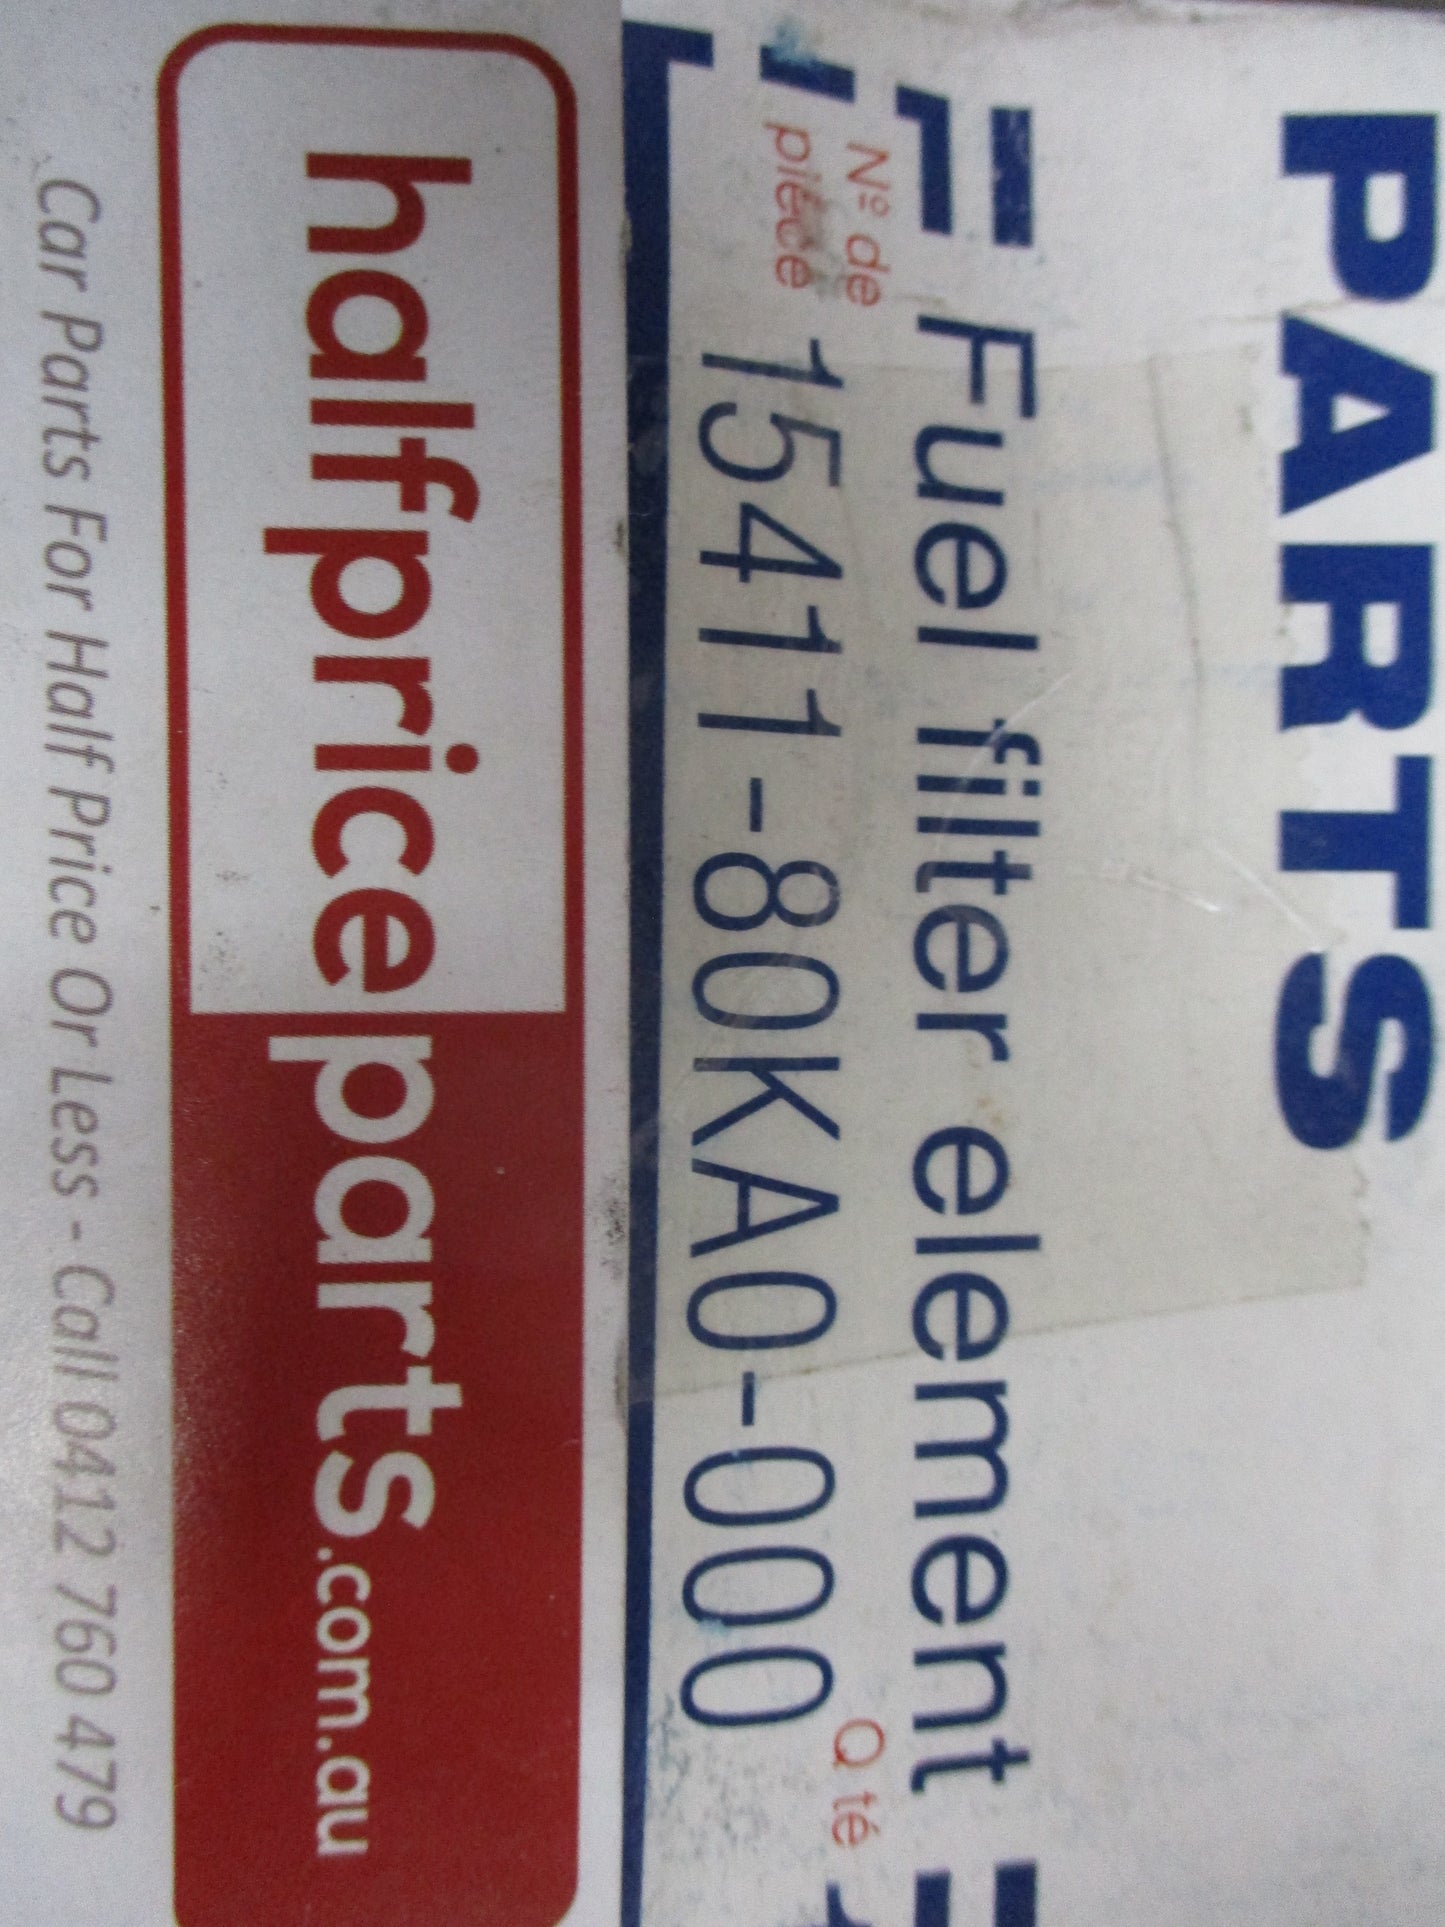 PARTS
Fuel filter element
Nº de
pièce
15411-80KA0-000
Q té
halfpriceparts.com.au
Car Parts For Half Price Or Less - Call 0412 760 479